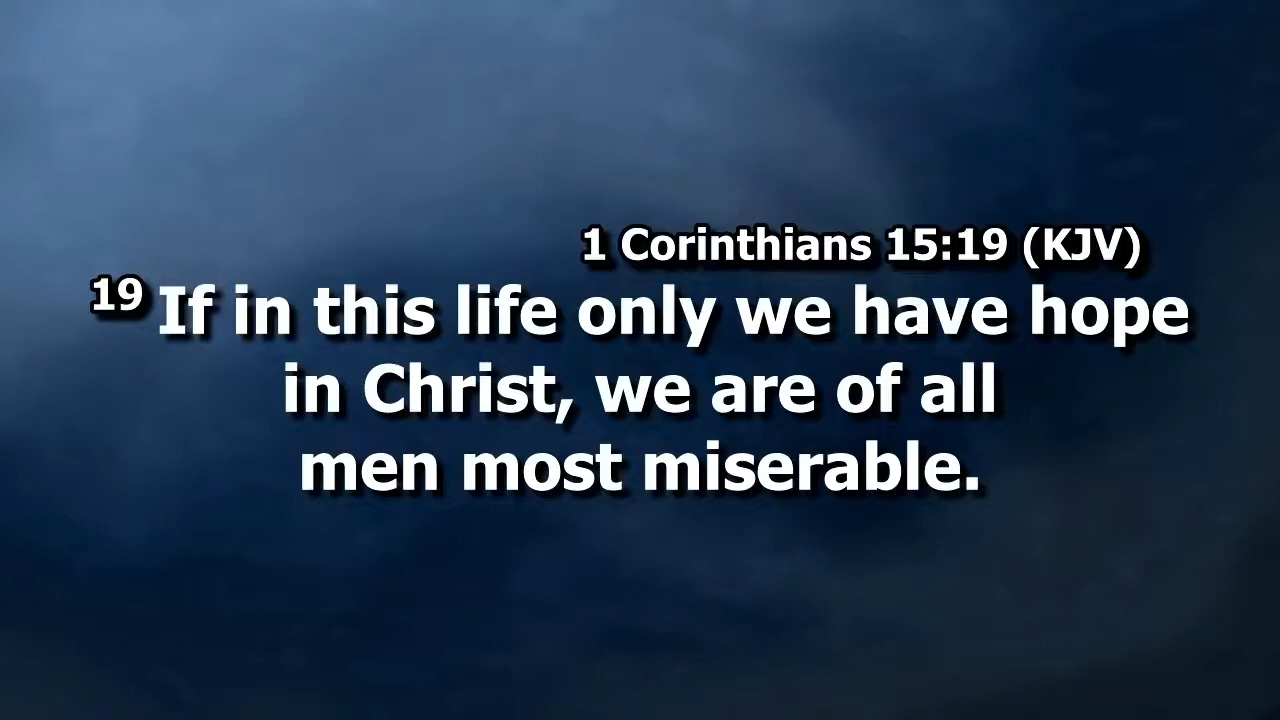 1 Corinthians 15:19 (KJV)
19 If in this life only we have hope
in Christ, we are of all
men most miserable.